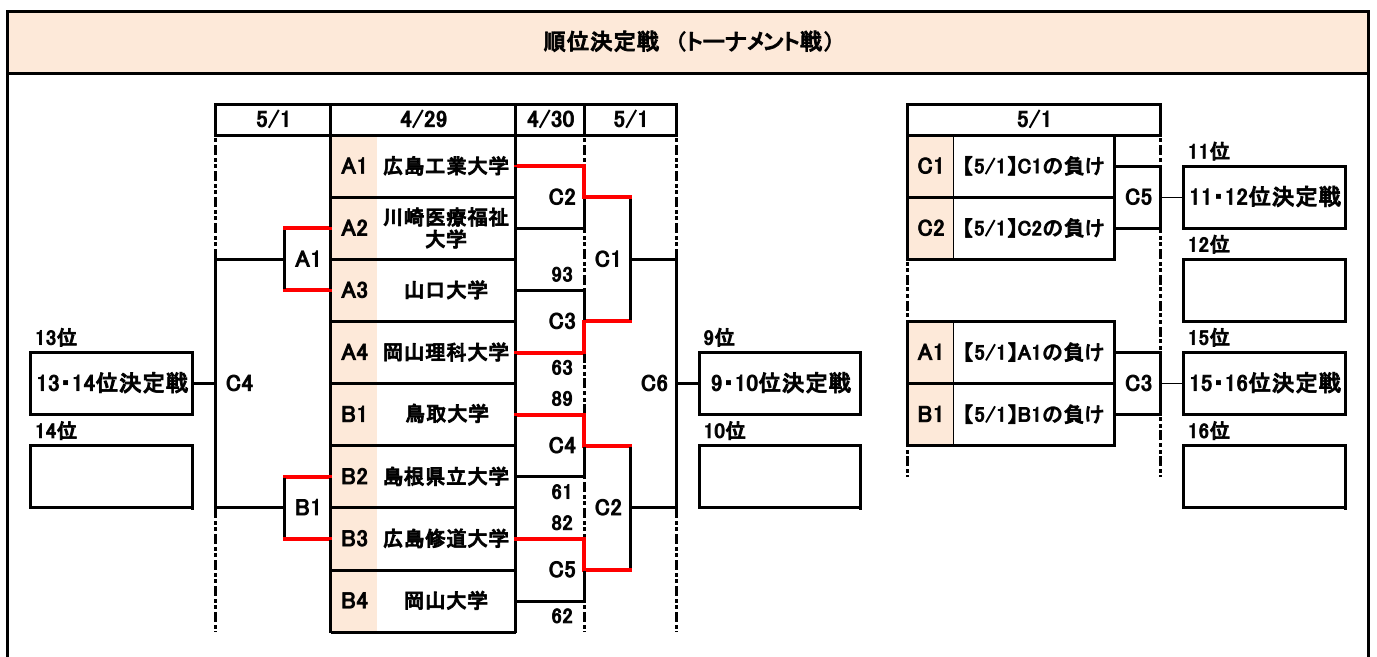 順位決定戦 (トーナメント戦)
5/1 4/29 4/30 5/1
A1 広島工業大学
C2
A2 川崎医療福祉
大学
A1
C1
93
A3 山口大学
C3
A4 岡山理科大学
63
13位
13・14位決定戦
C4
14位
89
B1 鳥取大学
C4
B2 島根県立大学
61
B1
C2
82
B3 広島修道大学
C5
B4 岡山大学
62
C6
9位
9・10位決定戦
10位
5/1
C1 【5/1】C1の負け
C2 【5/1】C2の負け
C5
11位
11・12位決定戦
12位
A1 【5/1】A1の負け
B1 【5/1】B1の負け
C3
15位
15・16位決定戦
16位